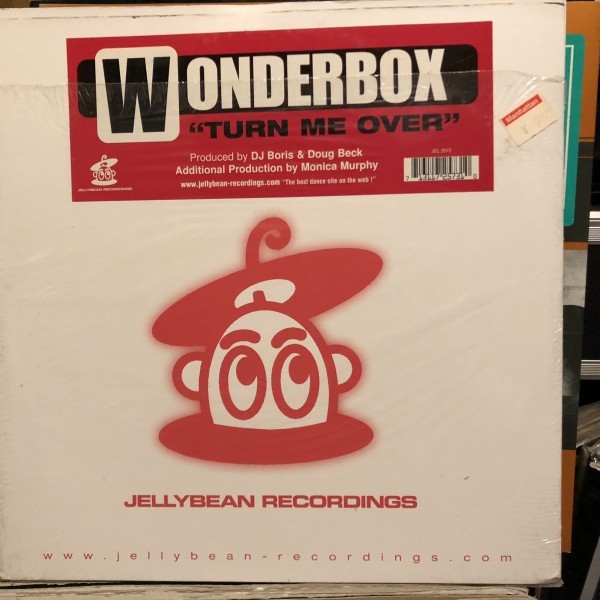 WONDERBOX
"TURN ME OVER"
Produced by DJ Boris & Doug Beck
Additional Production by Monica Murphy
www.jellybean-recordings.com "The best dance site on the web!"
JELLYBEAN RECORDINGS
Manhattan
JELLYBEAN RECORDINGS
www.jellybean-recordings.com